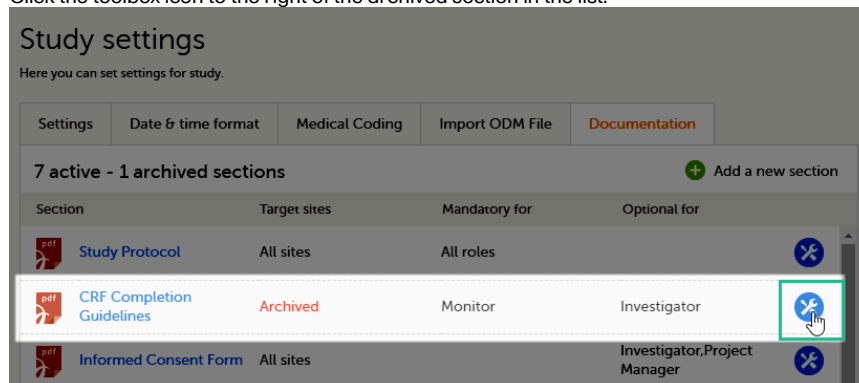 Click the toolbox icon to the right of the archived section in the list.
Study settings
Here you can set settings for study.
Settings Date & time format Medical Coding Import ODM File Documentation
7 active - 1 archived sections Add a new section
Section Target sites Mandatory for Optional for
pdf Study Protocol All sites All roles
pdf CRF Completion Guidelines Archived Monitor Investigator
pdf Informed Consent Form All sites Investigator,Project Manager